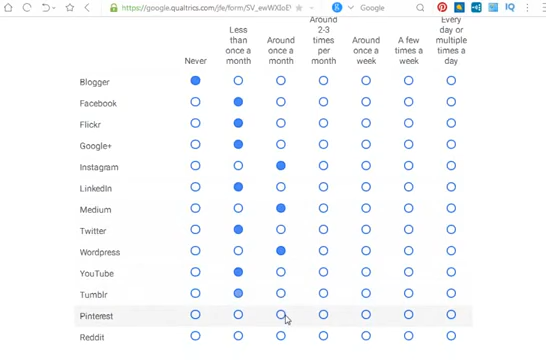 https://google.qualtrics.com/jfe/form/SV_ewWXIoEY
Google
Never
Less than once a month
Around once a month
Around 2-3 times per month
Around once a week
A few times a week
Every day or multiple times a day
Blogger
Facebook
Flickr
Google+
Instagram
LinkedIn
Medium
Twitter
Wordpress
YouTube
Tumblr
Pinterest
Reddit